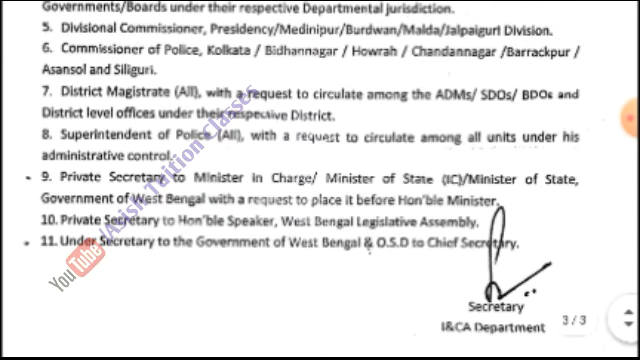 Governments/Boards under their respective Departmental jurisdiction.
5. Divisional Commissioner, Presidency/Medinipur/Burdwan/Malda/Jalpaiguri Division.
6. Commissioner of Police, Kolkata / Bidhannagar / Howrah / Chandannagar /Barrackpur /
Asansol and Siliguri.
7. District Magistrate (All), with a request to circulate among the ADMs/ SDOs/ BDOs and
District level offices under their respective District.
8. Superintendent of Police (All), with a request to circulate among all units under his
administrative control.
9. Private Secretary to Minister in Charge/ Minister of State (IC)/Minister of State,
Government of West Bengal with a request to place it before Hon'ble Minister.
10. Private Secretary to Hon'ble Speaker, West Bengal Legislative Assembly.
11. Under Secretary to the Government of West Bengal & O.S.D to Chief Secretary.
Secretary
I&CA Department
3/3
YouTube/Asish Tuition Classes